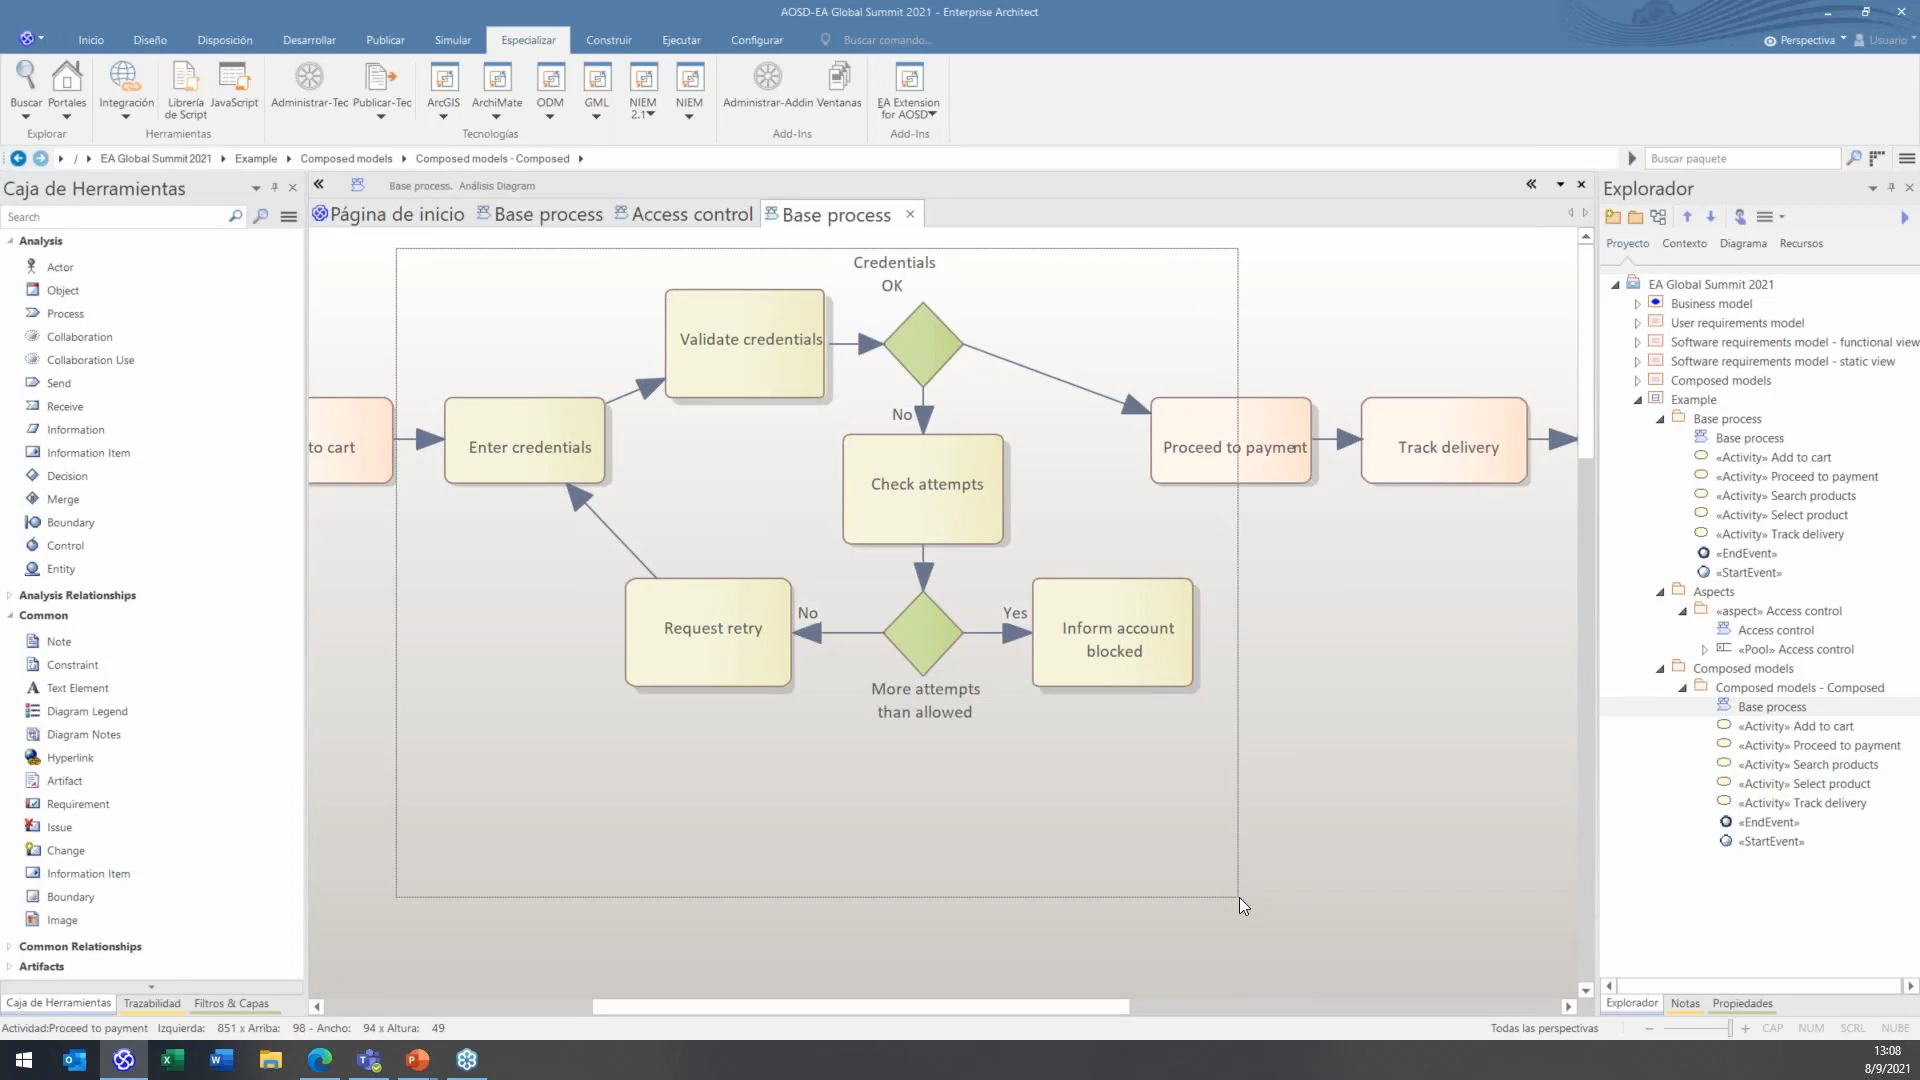 AOSD-EA Global Summit 2021 - Enterprise Architect
Inicio Diseño Disposición Desarrollar Publicar Simular Especializar Construir Ejecutar Configurar Buscar comando... Perspectiva Usuario
Buscar Portales Integración Librería de Script JavaScript Administrar-Tec Publicar-Tec ArcGIS ArchiMate ODM GML NIEM 2.1 NIEM Administrar-Addin Ventanas EA Extension for AOSD
Explorar Herramientas Tecnologías Add-Ins Add-Ins
/ EA Global Summit 2021 Example Composed models Composed models - Composed Buscar paquete
Caja de Herramientas
Search
Analysis
Actor
Object
Process
Collaboration
Collaboration Use
Send
Receive
Information
Information Item
Decision
Merge
Boundary
Control
Entity
Analysis Relationships
Common
Note
Constraint
Text Element
Diagram Legend
Diagram Notes
Hyperlink
Artifact
Requirement
Issue
Change
Information Item
Boundary
Image
Common Relationships
Artifacts
Caja de Herramientas Trazabilidad Filtros & Capas
Base process. Análisis Diagram
Página de inicio Base process Access control Base process
Credentials
OK
Validate credentials
to cart
Enter credentials
No
Proceed to payment
Track delivery
Check attempts
Request retry
No
Yes
Inform account
blocked
More attempts
than allowed
Explorador
Proyecto Contexto Diagrama Recursos
EA Global Summit 2021
Business model
User requirements model
Software requirements model - functional view
Software requirements model - static view
Composed models
Example
Base process
Base process
«Activity» Add to cart
«Activity» Proceed to payment
«Activity» Search products
«Activity» Select product
«Activity» Track delivery
«EndEvent»
«StartEvent»
Aspects
«aspect» Access control
Access control
«Pool» Access control
Composed models
Composed models - Composed
Base process
«Activity» Add to cart
«Activity» Proceed to payment
«Activity» Search products
«Activity» Select product
«Activity» Track delivery
«EndEvent»
«StartEvent»
Explorador Notas Propiedades
Actividad:Proceed to payment Izquierda: 851 x Arriba: 98 - Ancho: 94 x Altura: 49 Todas las perspectivas CAP NUM SCRL NUBE
13:08
8/9/2021